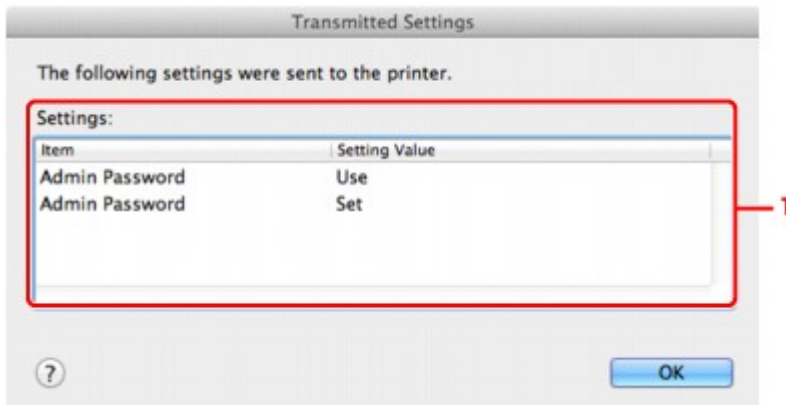 Transmitted Settings
The following settings were sent to the printer.
Settings:
Item Setting Value
Admin Password Use
Admin Password Set
1
?
OK